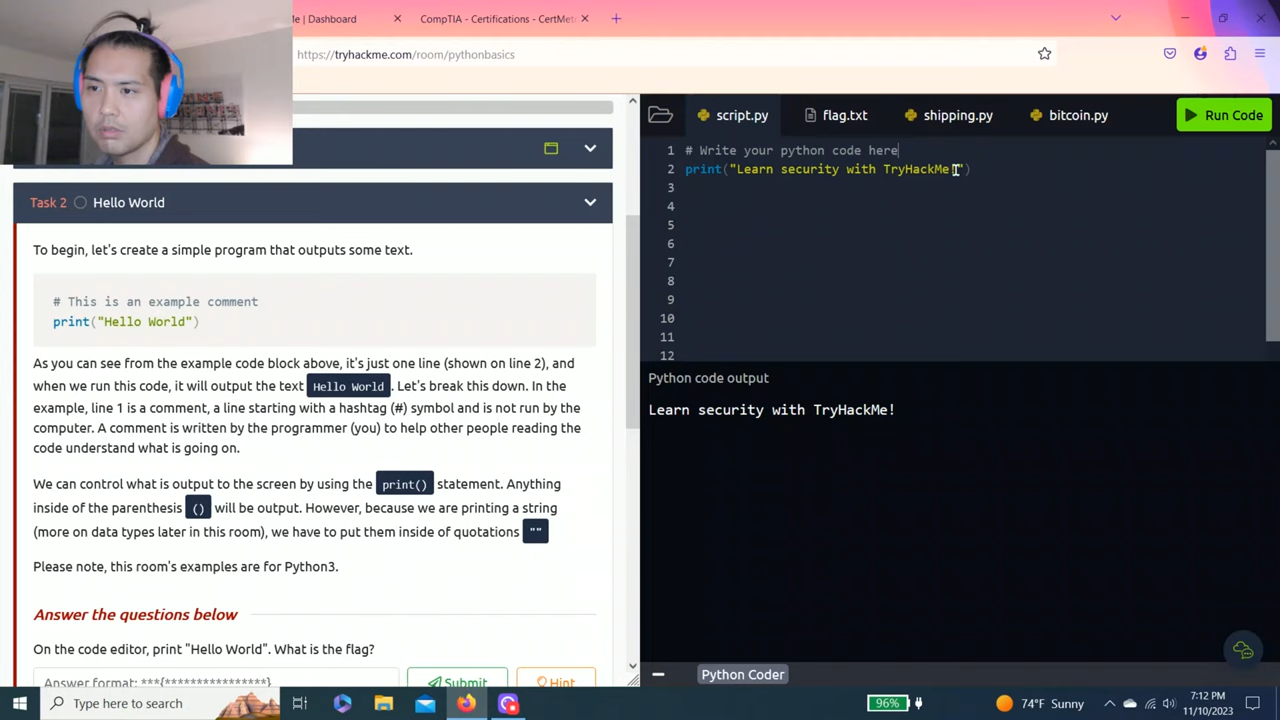 Me | Dashboard
CompTIA - Certifications - CertMet
https://tryhackme.com/room/pythonbasics
Task 2 Hello World
To begin, let's create a simple program that outputs some text.
# This is an example comment
print("Hello World")
As you can see from the example code block above, it's just one line (shown on line 2), and
when we run this code, it will output the text Hello World . Let's break this down. In the
example, line 1 is a comment, a line starting with a hashtag (#) symbol and is not run by the
computer. A comment is written by the programmer (you) to help other people reading the
code understand what is going on.
We can control what is output to the screen by using the print() statement. Anything
inside of the parenthesis () will be output. However, because we are printing a string
(more on data types later in this room), we have to put them inside of quotations ""
Please note, this room's examples are for Python3.
Answer the questions below
On the code editor, print "Hello World". What is the flag?
Answer format: ***{****************}
Submit
Hint
script.py
flag.txt
shipping.py
bitcoin.py
Run Code
1 # Write your python code here
2 print("Learn security with TryHackMe!")
3
4
5
6
7
8
9
10
11
12
Python code output
Learn security with TryHackMe!
Python Coder
Type here to search
96%
74°F Sunny
7:12 PM
11/10/2023